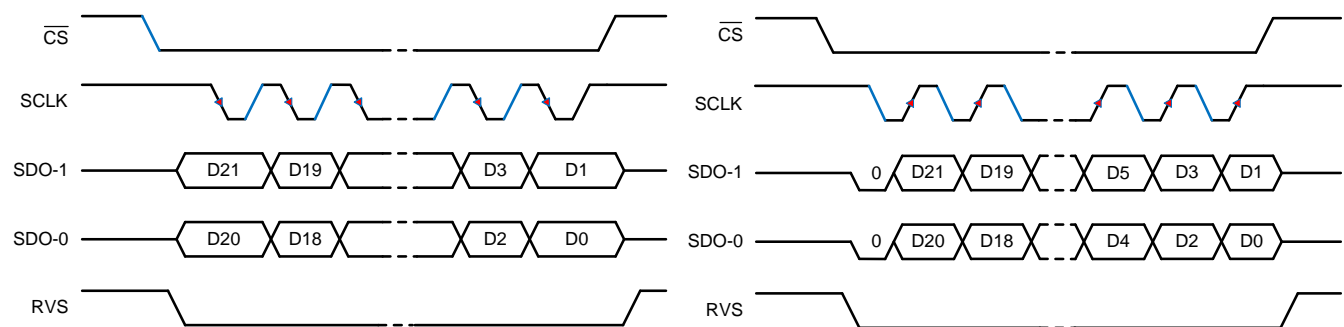 CS
SCLK
SDO-1 D21 D19 D3 D1
SDO-0 D20 D18 D2 D0
RVS
CS
SCLK
SDO-1 0 D21 D19 D5 D3 D1
SDO-0 0 D20 D18 D4 D2 D0
RVS